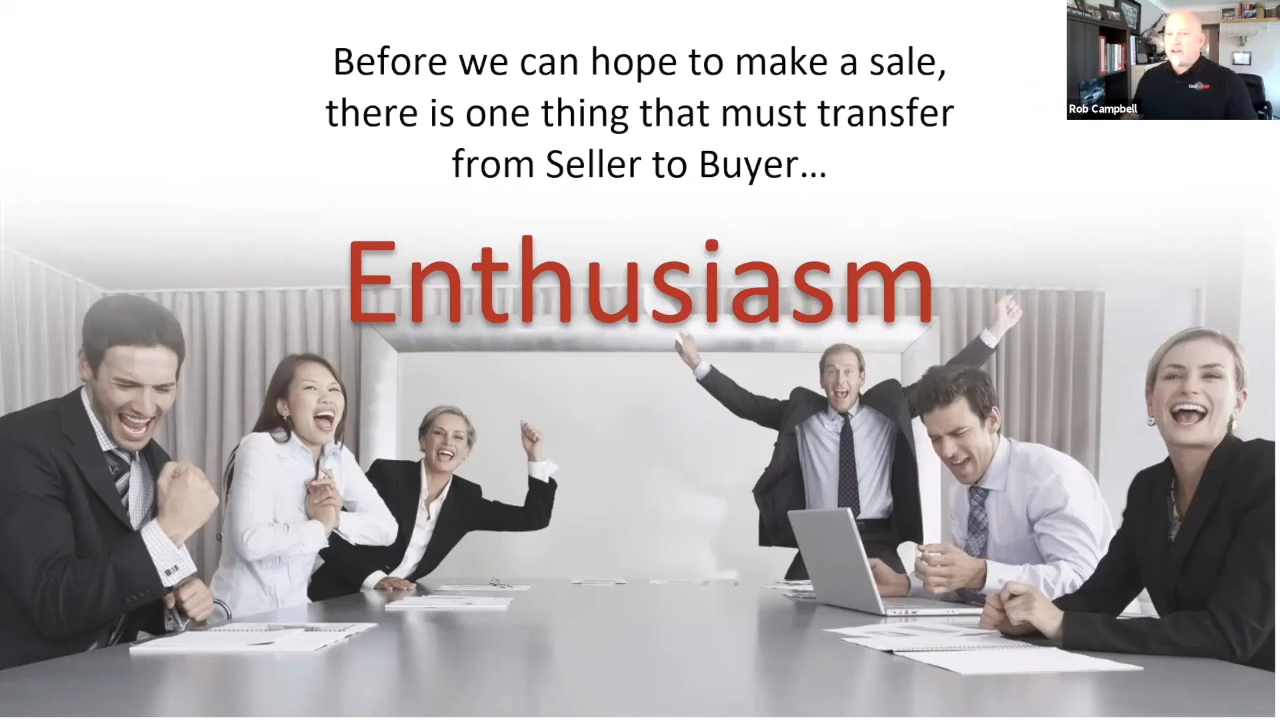 Before we can hope to make a sale,
there is one thing that must transfer
from Seller to Buyer...
Enthusiasm
Rob Campbell